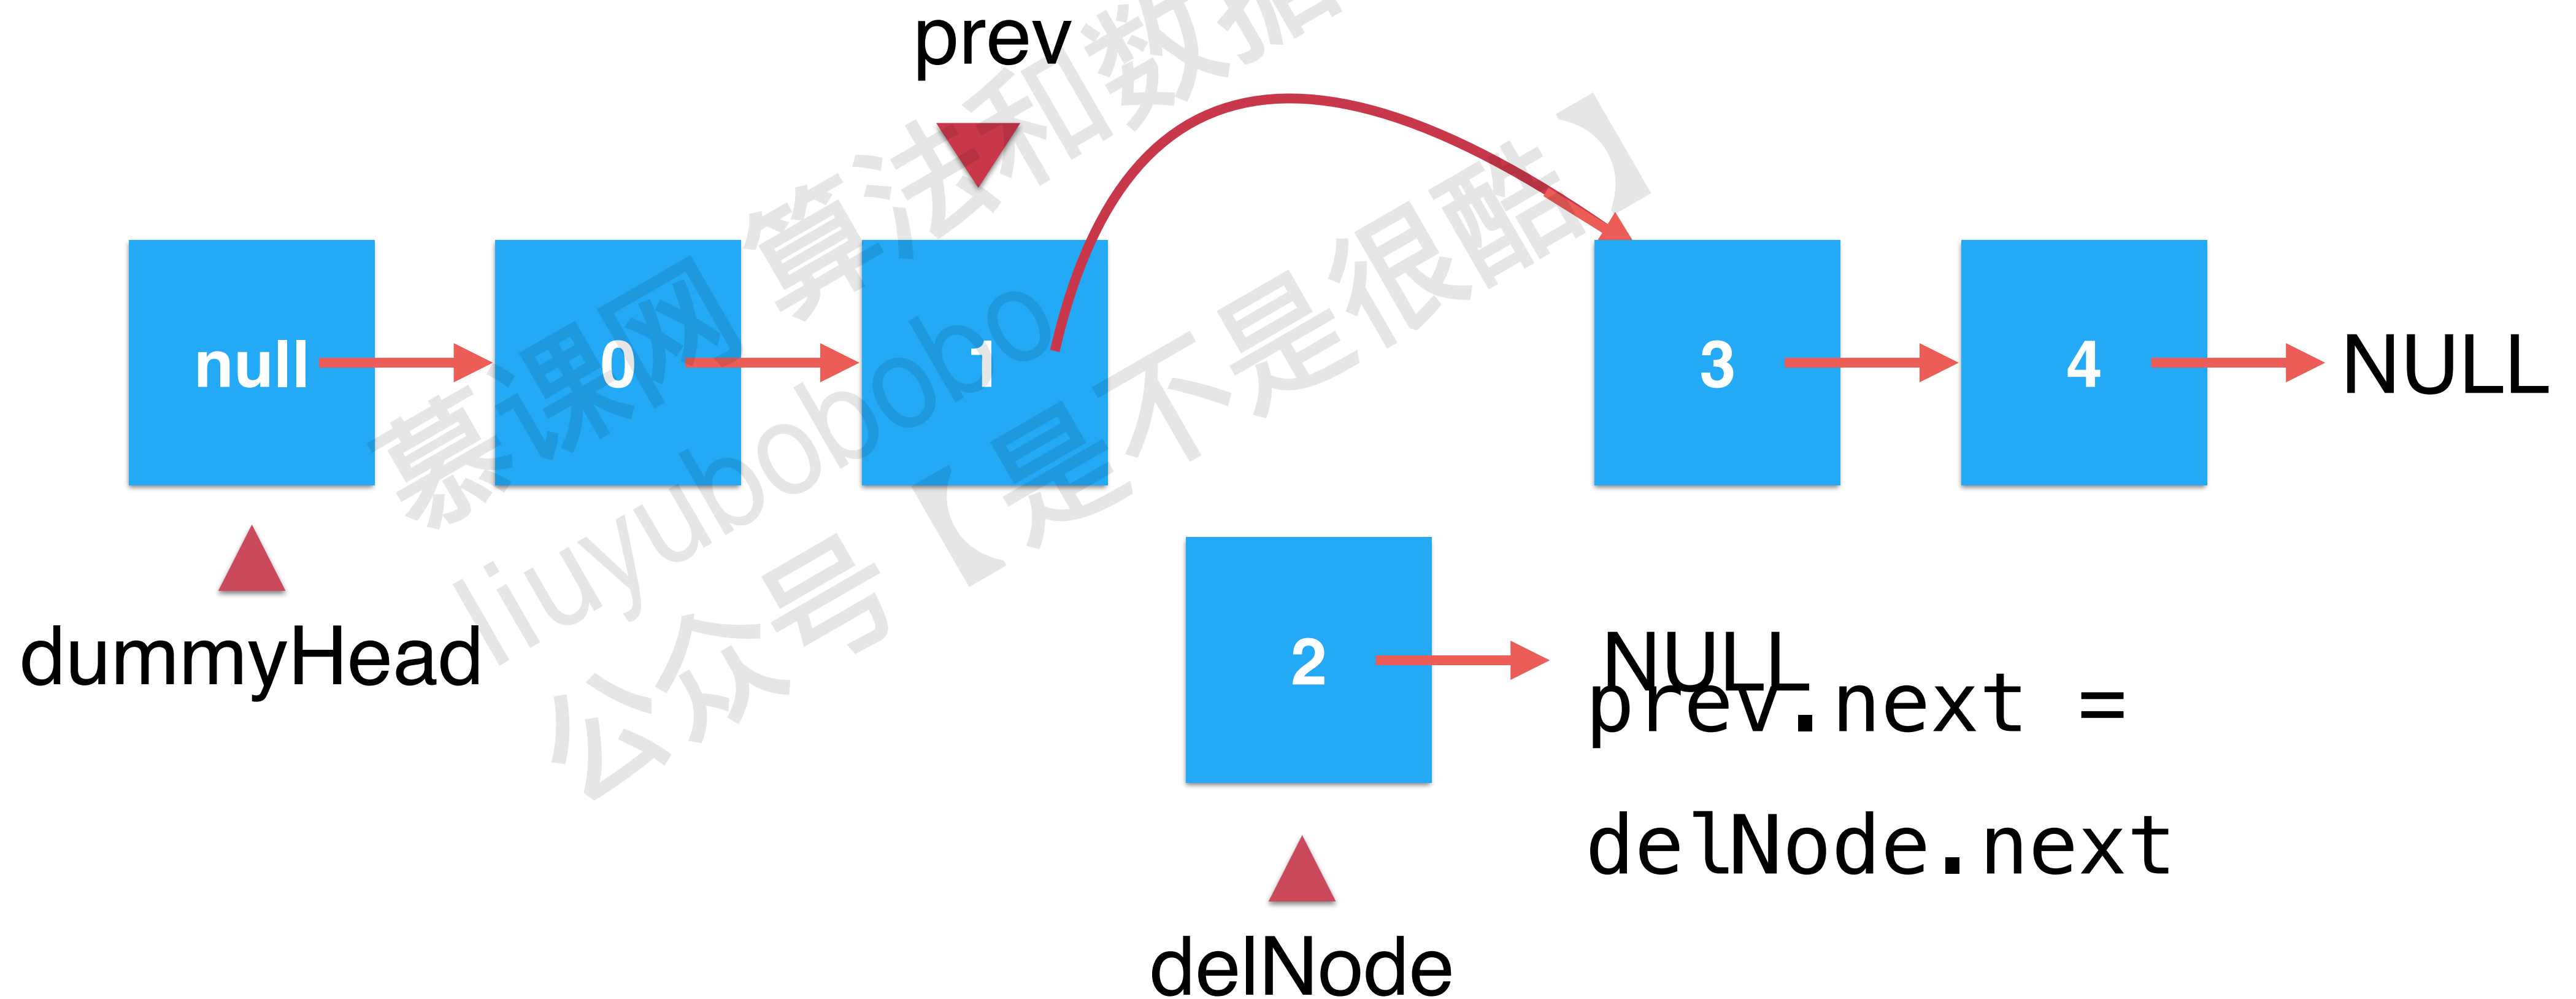 prev
null
0
1
3
4
NULL
dummyHead
2
NULL
prev.next =
delNode.next
delNode
慕课网 算法和数据
liuyubobobo
公众号【是不是很酷】